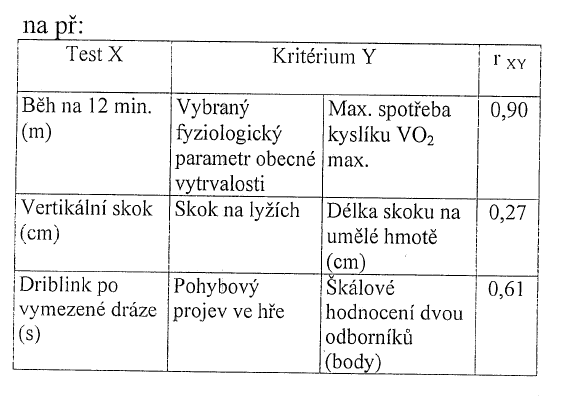 na př:
Test X Kritérium Y r XY
Běh na 12 min. (m) Vybraný fyziologický parametr obecné vytrvalosti Max. spotřeba kyslíku VO2 max. 0,90
Vertikální skok (cm) Skok na lyžích Délka skoku na umělé hmotě (cm) 0,27
Driblink po vymezené dráze (s) Pohybový projev ve hře Škálové hodnocení dvou odborníků (body) 0,61